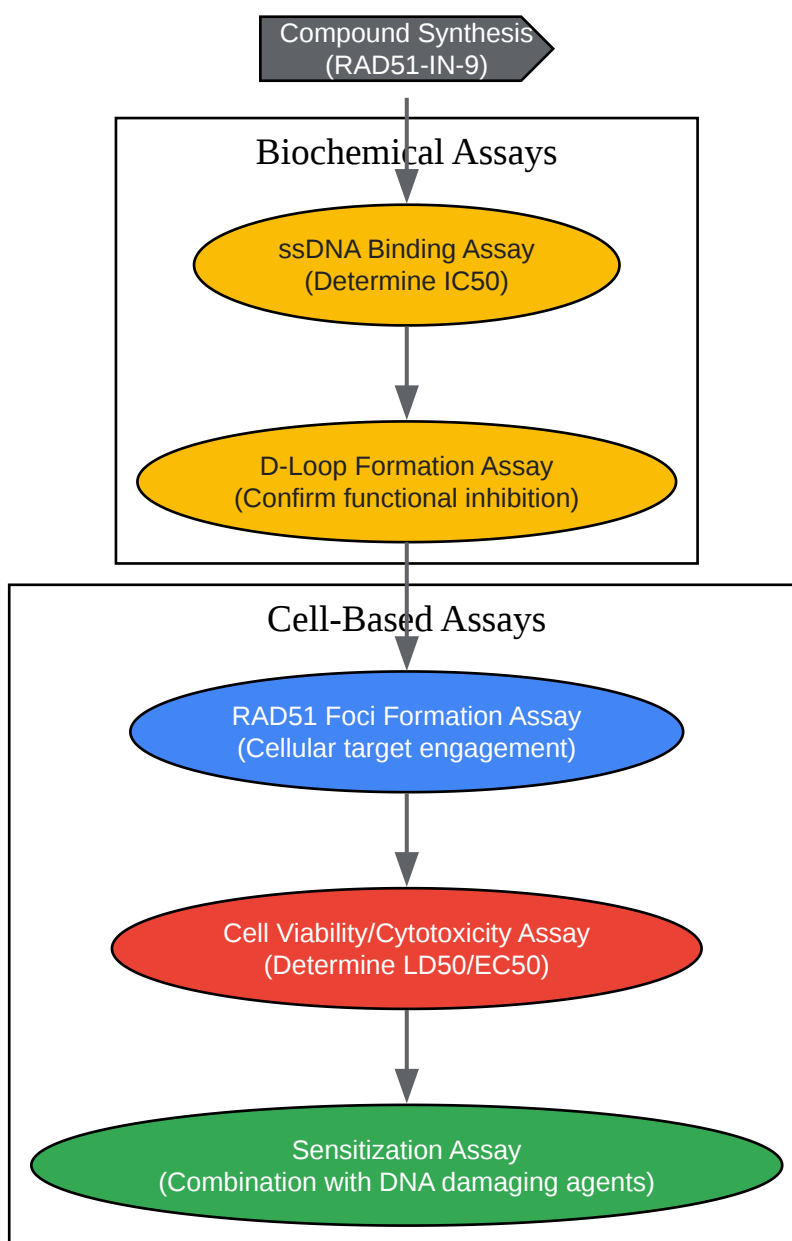 Compound Synthesis
(RAD51-IN-9)
Biochemical Assays
ssDNA Binding Assay
(Determine IC50)
D-Loop Formation Assay
(Confirm functional inhibition)
Cell-Based Assays
RAD51 Foci Formation Assay
(Cellular target engagement)
Cell Viability/Cytotoxicity Assay
(Determine LD50/EC50)
Sensitization Assay
(Combination with DNA damaging agents)